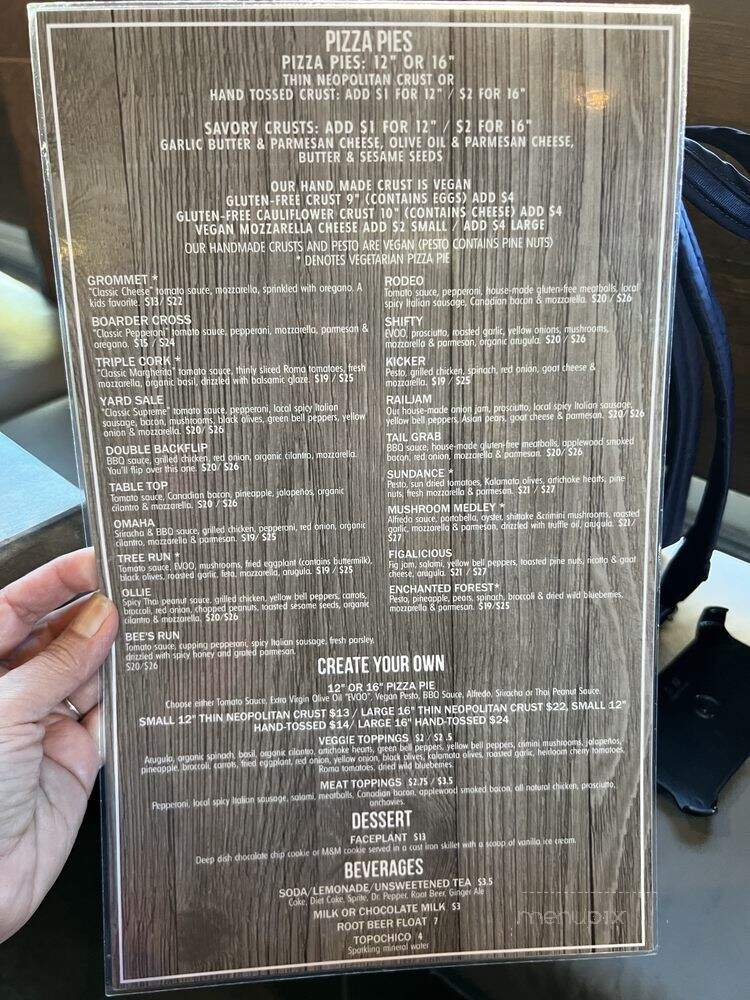 PIZZA PIES
PIZZA PIES: 12" OR 16"
THIN NEOPOLITAN CRUST OR
HAND TOSSED CRUST: ADD $1 FOR 12" / $2 FOR 16"
SAVORY CRUSTS: ADD $1 FOR 12" / $2 FOR 16"
GARLIC BUTTER & PARMESAN CHEESE, OLIVE OIL & PARMESAN CHEESE,
BUTTER & SESAME SEEDS
OUR HAND MADE CRUST IS VEGAN
GLUTEN-FREE CRUST 9" (CONTAINS EGGS) ADD $4
GLUTEN-FREE CAULIFLOWER CRUST 10" (CONTAINS CHEESE) ADD $4
VEGAN MOZZARELLA CHEESE ADD $2 SMALL / ADD $4 LARGE
OUR HANDMADE CRUSTS AND PESTO ARE VEGAN (PESTO CONTAINS PINE NUTS)
* DENOTES VEGETARIAN PIZZA PIE
GROMMET *
"Classic Cheese" tomato sauce, mozzarella, sprinkled with oregano. A
kids favorite. $13/ $22
BOARDER CROSS
"Classic Pepperoni" tomato sauce, pepperoni, mozzarella, parmesan &
oregano. $15 / $24
TRIPLE CORK *
"Classic Margherita" tomato sauce, thinly sliced Roma tomatoes, fresh
mozzarella, organic basil, drizzled with balsamic glaze. $19 / $25
YARD SALE
"Classic Supreme" tomato sauce, pepperoni, local spicy Italian
sausage, bacon, mushrooms, black olives, green bell peppers, yellow
onion & mozzarella. $20/ $26
DOUBLE BACKFLIP
BBQ sauce, grilled chicken, red onion, organic cilantro, mozzarella.
You'll flip over this one. $20/ $26
TABLE TOP
Tomato sauce, Canadian bacon, pineapple, jalapeños, organic
cilantro & mozzarella. $20 / $26
OMAHA
Sriracha & BBQ sauce, grilled chicken, pepperoni, red onion, organic
cilantro, mozzarella & parmesan. $19/ $25
TREE RUN *
Tomato sauce, EVOO, mushrooms, fried eggplant (contains buttermilk),
black olives, roasted garlic, feta, mozzarella, arugula. $19 / $25
OLLIE
Spicy Thai peanut sauce, grilled chicken, yellow bell peppers, carrots,
broccoli, red onion, chopped peanuts, toasted sesame seeds, organic
cilantro & mozzarella. $20/$26
BEE'S RUN
Tomato sauce, cupping pepperoni, spicy Italian sausage, fresh parsley,
drizzled with spicy honey and grated parmesan.
$20/$26
RODEO
Tomato sauce, pepperoni, house-made gluten-free meatballs, local
spicy Italian sausage, Canadian bacon & mozzarella. $20 / $26
SHIFTY
EVOO, prosciutto, roasted garlic, yellow onions, mushrooms,
mozzarella & parmesan, organic arugula. $20 / $26
KICKER
Pesto, grilled chicken, spinach, red onion, goat cheese &
mozzarella. $19 / $25
RAILJAM
Our house-made onion jam, prosciutto, local spicy Italian sausage,
yellow bell peppers, Asian pears, goat cheese & parmesan. $20/ $26
TAIL GRAB
BBQ sauce, house-made gluten-free meatballs, applewood smoked
bacon, red onion, mozzarella & parmesan. $20/ $26
SUNDANCE *
Pesto, sun dried tomatoes, Kalamata olives, artichoke hearts, pine
nuts, fresh mozzarella & parmesan. $21 / $27
MUSHROOM MEDLEY *
Alfredo sauce, portabella, oyster, shiitake &crimini mushrooms, roasted
garlic, mozzarella & parmesan, drizzled with truffle oil, arugula. $21/
$27
FIGALICIOUS
Fig jam, salami, yellow bell peppers, toasted pine nuts, ricotta & goat
cheese, arugula. $21 / $27
ENCHANTED FOREST*
Pesto, pineapple, pears, spinach, broccoli & dried wild blueberries,
mozzarella & parmesan. $19/$25
CREATE YOUR OWN
12" OR 16" PIZZA PIE
Choose either Tomato Sauce, Extra Virgin Olive Oil "EVOO", Vegan Pesto, BBQ Sauce, Alfredo, Sriracha or Thai Peanut Sauce.
SMALL 12" THIN NEOPOLITAN CRUST $13 / LARGE 16" THIN NEOPOLITAN CRUST $22, SMALL 12"
HAND-TOSSED $14/ LARGE 16" HAND-TOSSED $24
VEGGIE TOPPINGS $2 / $2 .5
Arugula, organic spinach, basil, organic cilantro, artichoke hearts, green bell peppers, yellow bell peppers, crimini mushrooms, jalapeños,
pineapple, broccoli, carrots, fried eggplant, red onion, yellow onion, black olives, kalamata olives, roasted garlic, heirloom cherry tomatoes,
Roma tomatoes, dried wild blueberries
MEAT TOPPINGS $2.75 / $3.5
Pepperoni, local spicy Italian sausage, salami, meatballs, Canadian bacon, applewood smoked bacon, all natural chicken, prosciutto,
anchovies.
DESSERT
FACEPLANT $13
Deep dish chocolate chip cookie or M&M cookie served in a cast iron skillet with a scoop of vanilla ice cream.
BEVERAGES
SODA/LEMONADE/UNSWEETENED TEA $3.5
Coke, Diet Coke, Sprite, Dr. Pepper, Root Beer, Ginger Ale
MILK OR CHOCOLATE MILK $3
ROOT BEER FLOAT 7
TOPOCHICO 4
Sparkling mineral water
menupix